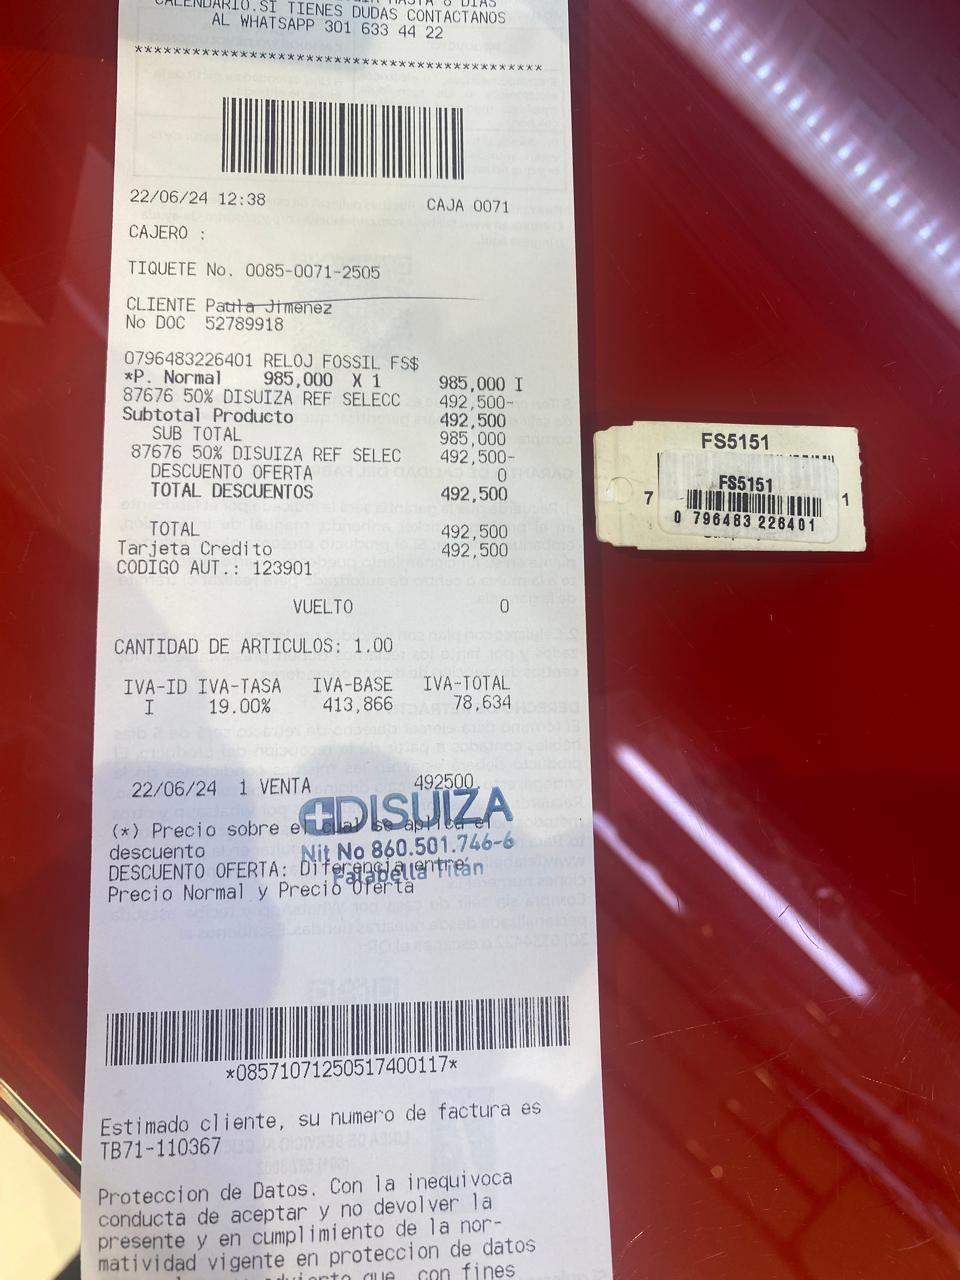 CALENDARIO.SI TIENES DUDAS CONTACTANOS
AL WHATSAPP 301 633 44 22
******************************************
22/06/24 12:38 CAJA 0071
CAJERO :
TIQUETE No. 0085-0071-2505
CLIENTE Paula Jimenez
No DOC 52789918
0796483226401 RELOJ FOSSIL FS$
*P. Normal 985,000 X 1 985,000 I
87676 50% DISUIZA REF SELECC 492,500-
Subtotal Producto 492,500
SUB TOTAL 985,000
87676 50% DISUIZA REF SELEC 492,500-
DESCUENTO OFERTA 0
TOTAL DESCUENTOS 492,500
TOTAL 492,500
Tarjeta Credito 492,500
CODIGO AUT.: 123901
VUELTO 0
CANTIDAD DE ARTICULOS: 1.00
IVA-ID IVA-TASA IVA-BASE IVA-TOTAL
I 19.00% 413,866 78,634
22/06/24 1 VENTA 492500
DISUIZA
Nit No 860.501.746-6
Falabella Titán
(*) Precio sobre el cual se aplica el
descuento
DESCUENTO OFERTA: Diferencia entre
Precio Normal y Precio Oferta
*08571071250517400117*
Estimado cliente, su numero de factura es
TB71-110367
Proteccion de Datos. Con la inequivoca
conducta de aceptar y no devolver la
presente y en cumplimiento de la nor-
matividad vigente en proteccion de datos
que, con fines
FS5151
FS5151
7 1
0 796483 226401